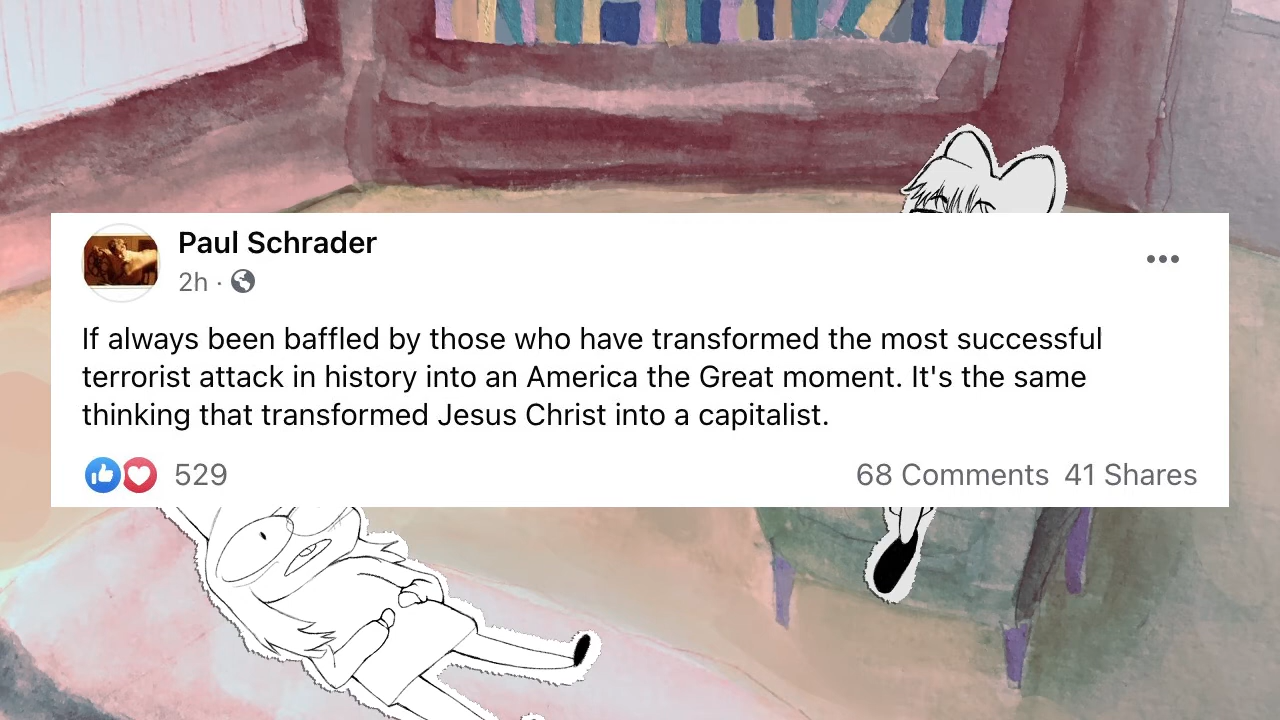 Paul Schrader
2h ·
If always been baffled by those who have transformed the most successful
terrorist attack in history into an America the Great moment. It's the same
thinking that transformed Jesus Christ into a capitalist.
529 68 Comments 41 Shares